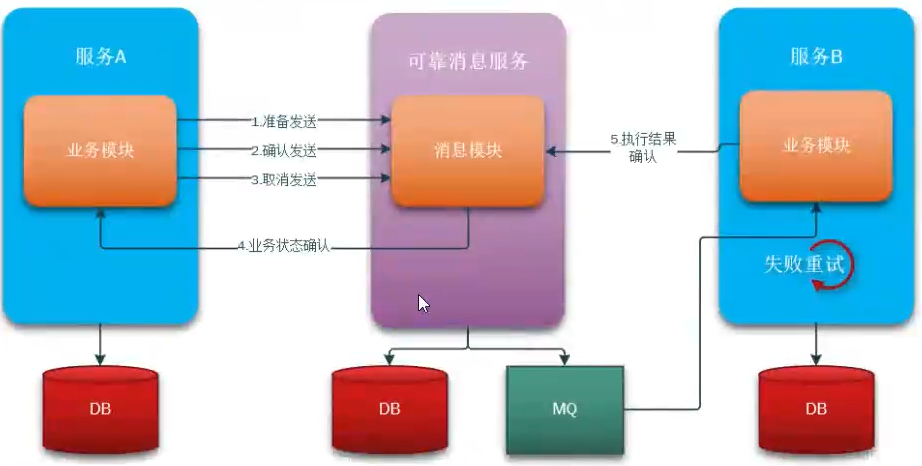 服务A
可靠消息服务
服务B
业务模块
1.准备发送
2.确认发送
3.取消发送
消息模块
5.执行结果
确认
业务模块
4.业务状态确认
失败重试
DB
DB
MQ
DB